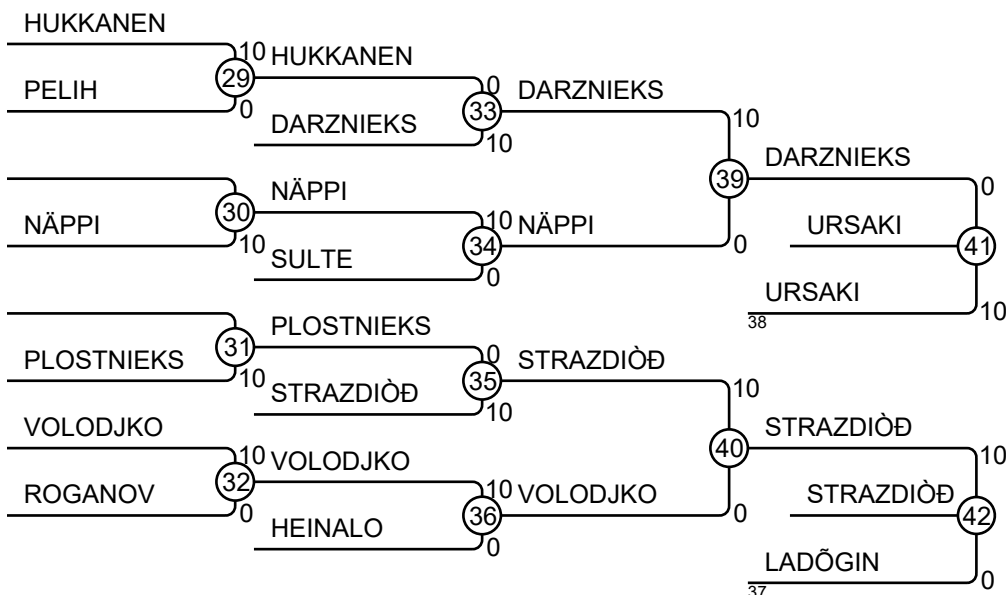 HUKKANEN
10 HUKKANEN
29
0
DARZNIEKS
PELIH
0
33
DARZNIEKS
10
10
DARZNIEKS
39
0
NÄPPI
30
URSAKI
41
NÄPPI
10
10
34
NÄPPI
0
SULTE
0
URSAKI
38
10
PLOSTNIEKS
31
0
STRAZDIÒÐ
PLOSTNIEKS
10
35
STRAZDIÒÐ
10
10
VOLODJKO
STRAZDIÒÐ
10
10 VOLODJKO
40
32
10
VOLODJKO
STRAZDIÒÐ
42
ROGANOV
0
36
0
HEINALO
0
LADÕGIN
37
0